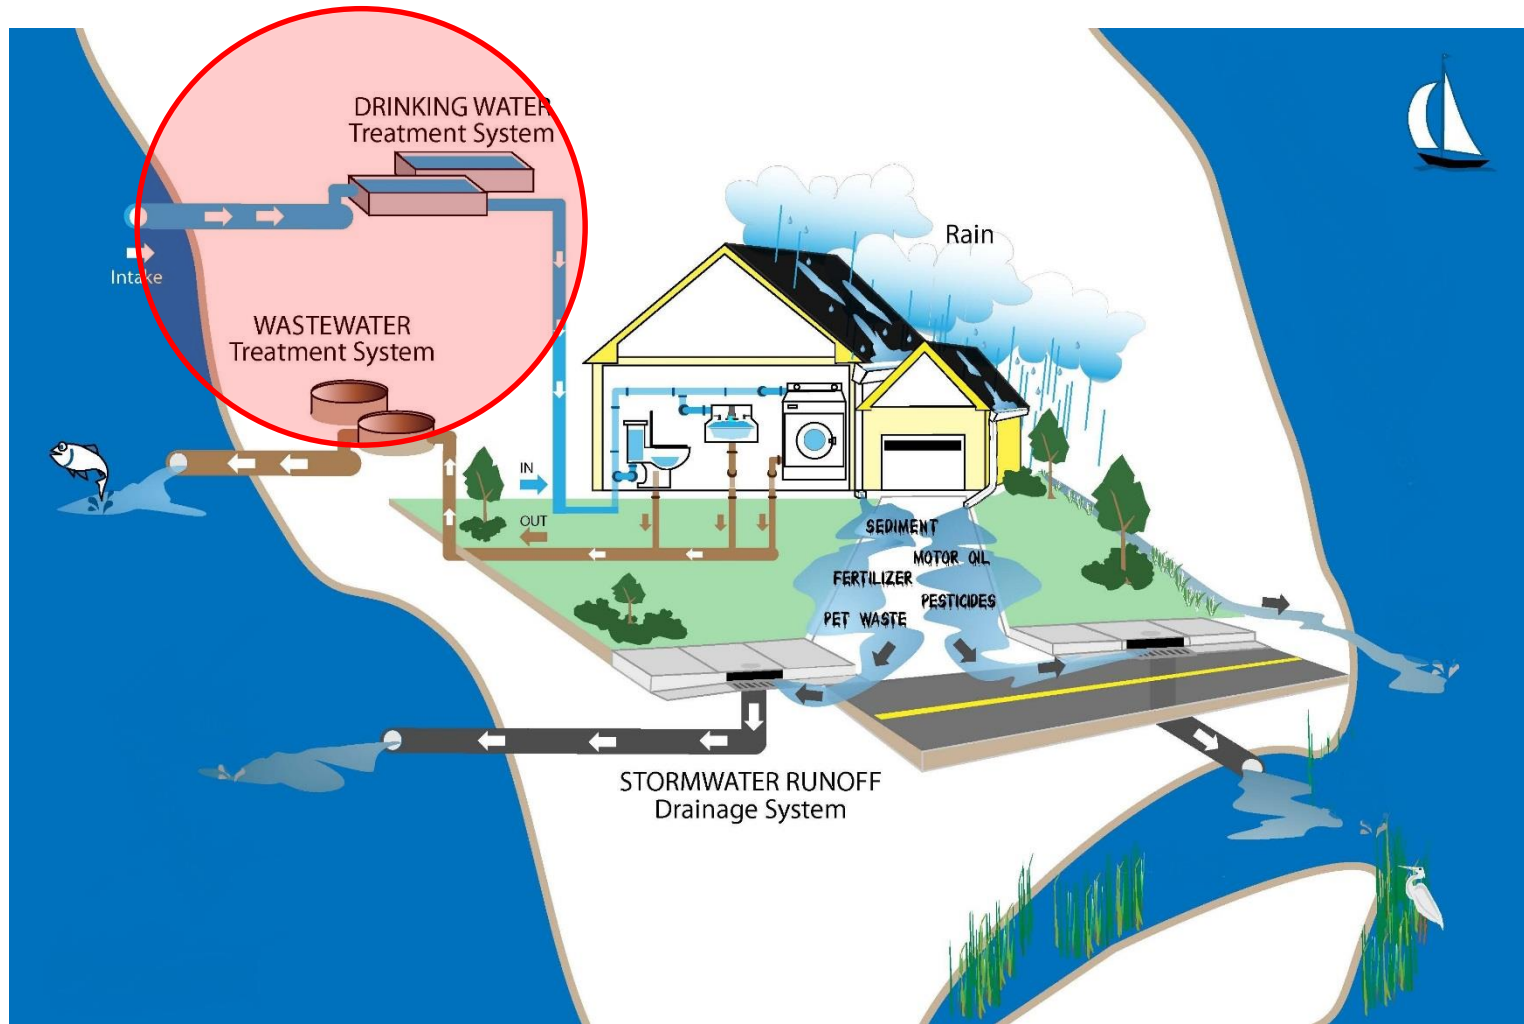 DRINKING WATER
Treatment System
Intake
WASTEWATER
Treatment System
Rain
IN
OUT
SEDIMENT
MOTOR OIL
FERTILIZER
PESTICIDES
PET WASTE
STORMWATER RUNOFF
Drainage System